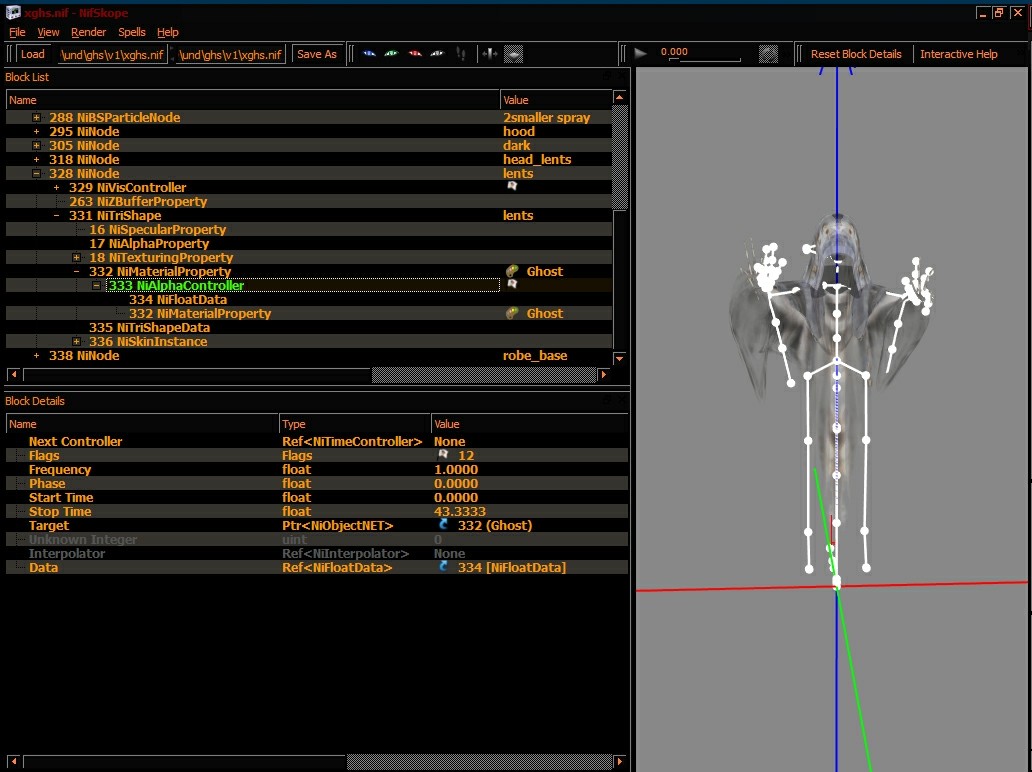 xghs.nif - NifSkope
File View Render Spells Help
Load \und\ghs\v1\xghs.nif \und\ghs\v1\xghs.nif Save As 0.000 Reset Block Details Interactive Help
Block List
Name Value
288 NiBSParticleNode 2smaller spray
295 NiNode hood
305 NiNode dark
318 NiNode head_lents
328 NiNode lents
329 NiVisController
263 NiZBufferProperty
331 NiTriShape lents
16 NiSpecularProperty
17 NiAlphaProperty
18 NiTexturingProperty
332 NiMaterialProperty Ghost
333 NiAlphaController
334 NiFloatData
332 NiMaterialProperty Ghost
335 NiTriShapeData
336 NiSkinInstance
338 NiNode robe_base
Block Details
Name Type Value
Next Controller Ref<NiTimeController> None
Flags Flags 12
Frequency float 1.0000
Phase float 0.0000
Start Time float 0.0000
Stop Time float 43.3333
Target Ptr<NiObjectNET> 332 (Ghost)
Unknown Integer uint 0
Interpolator Ref<NiInterpolator> None
Data Ref<NiFloatData> 334 [NiFloatData]